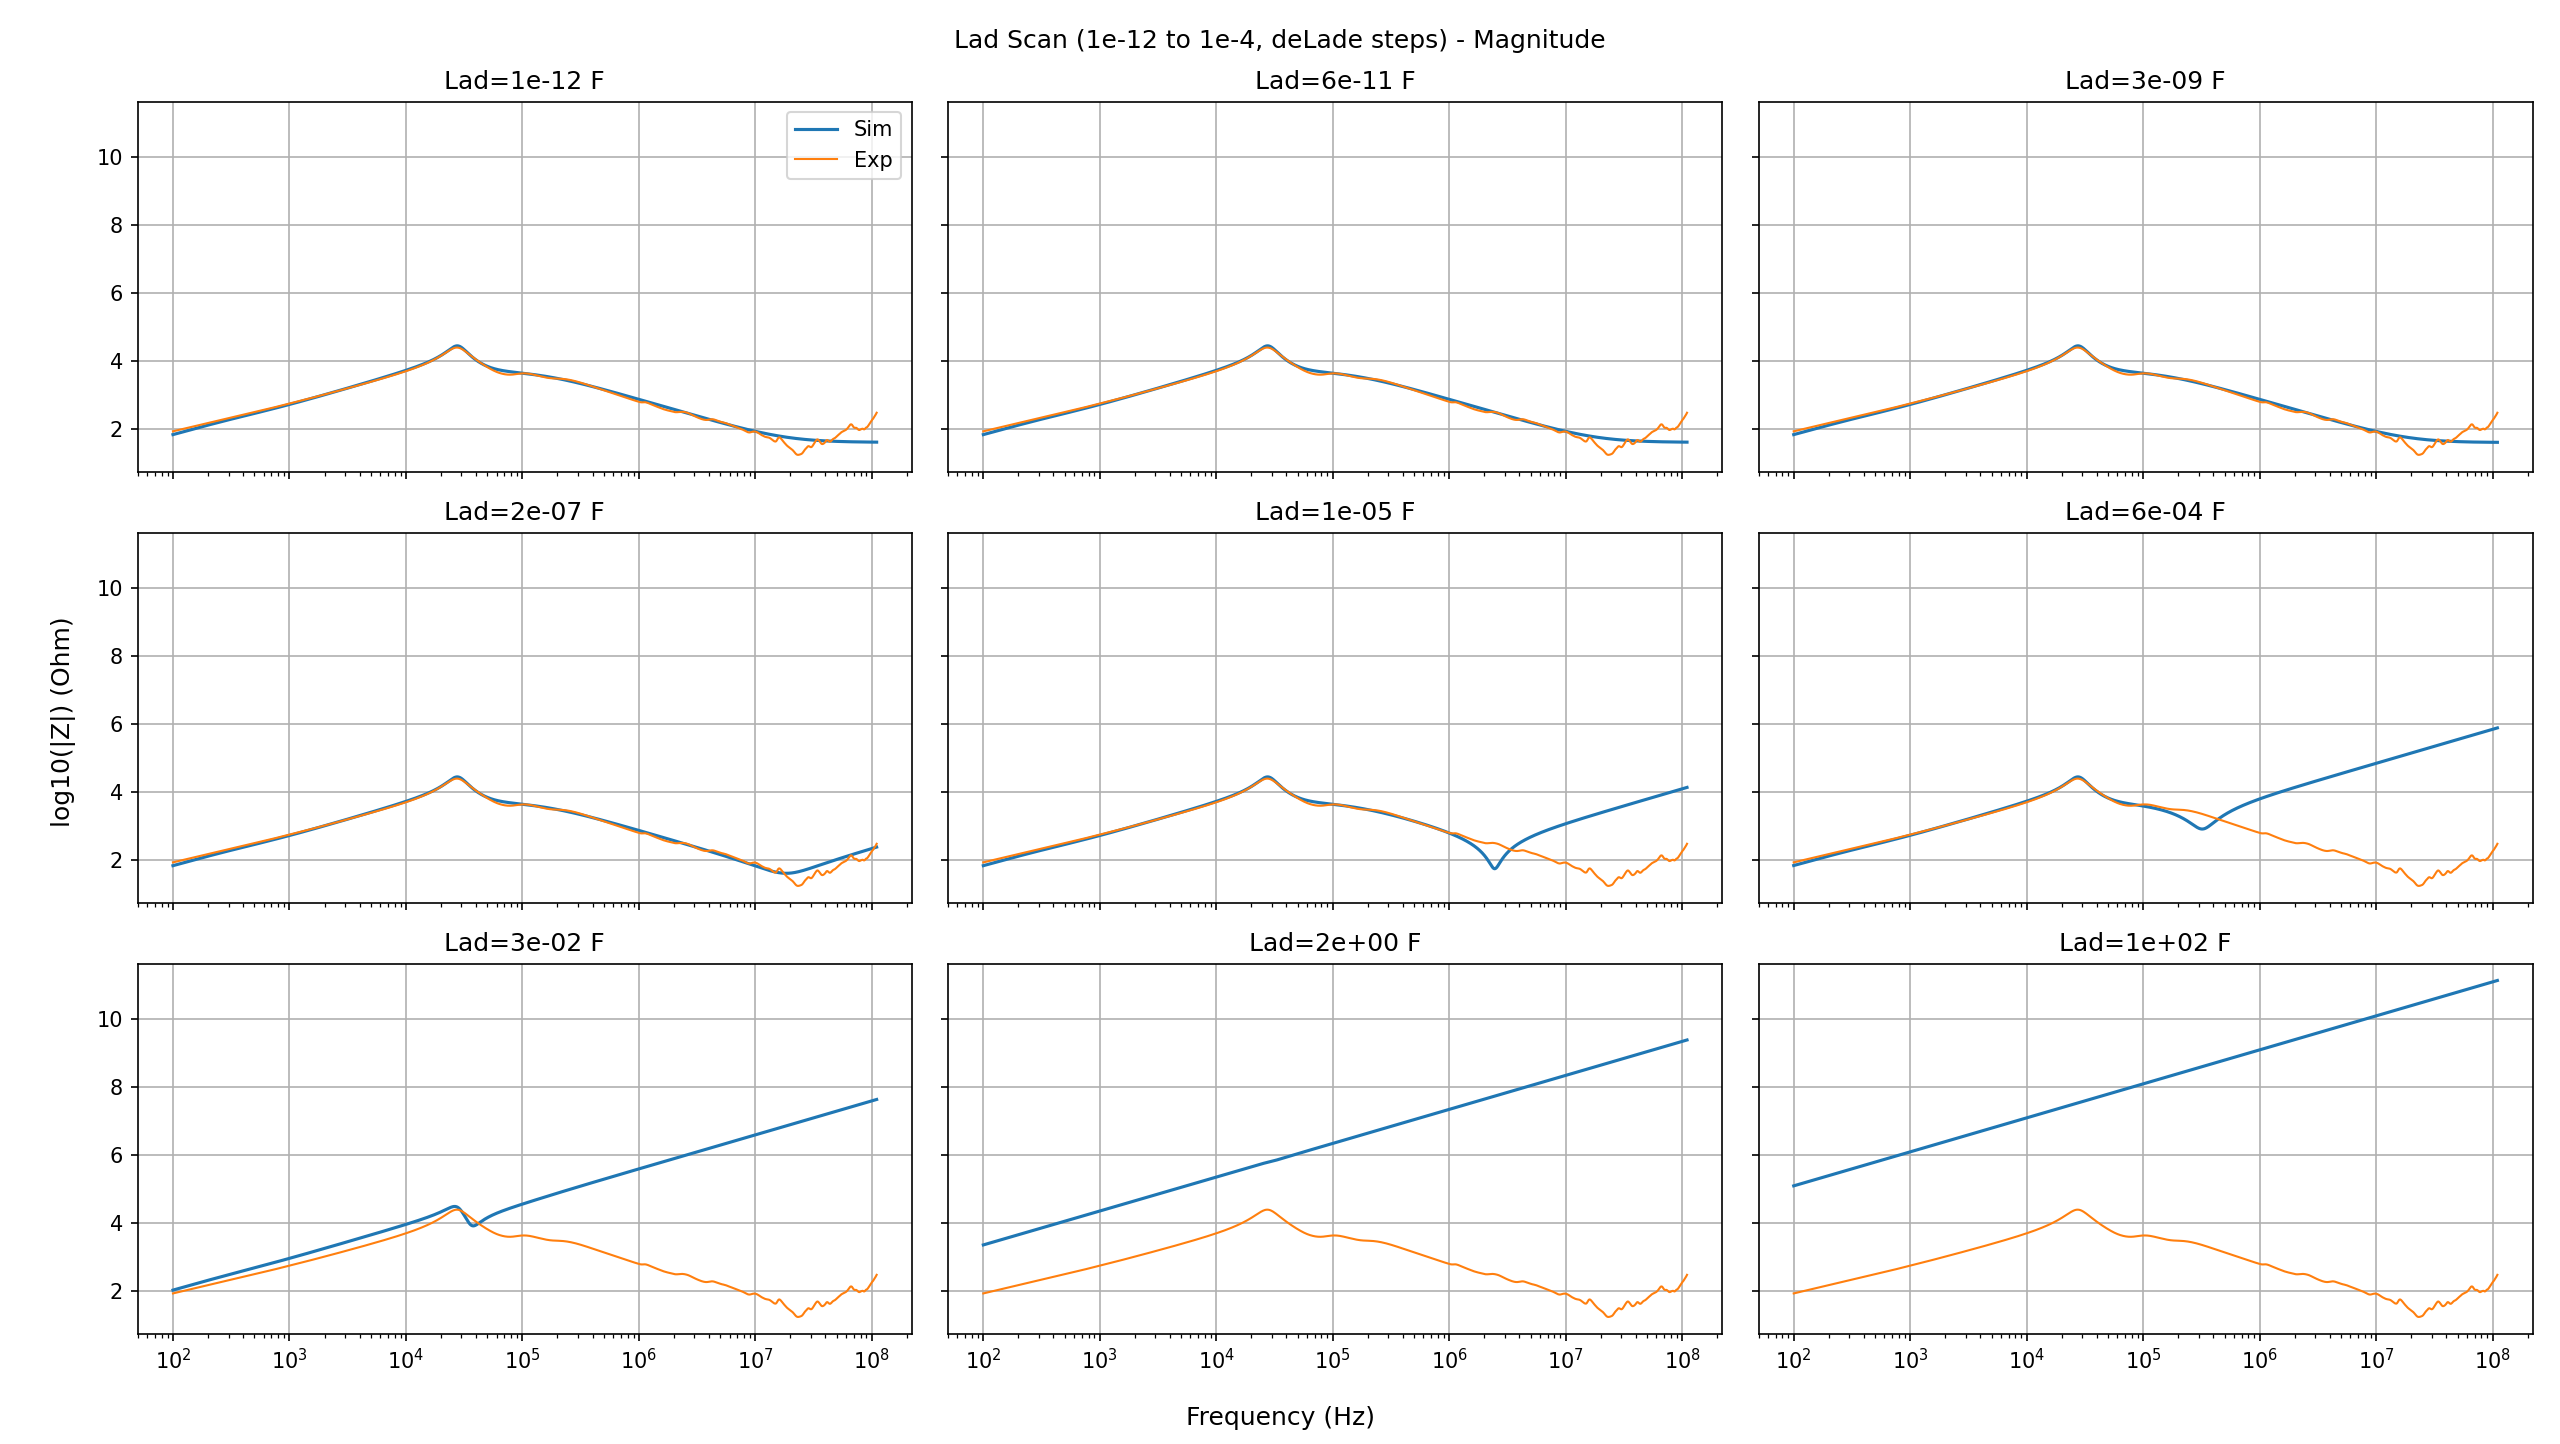 Lad Scan (1e-12 to 1e-4, deLade steps) - Magnitude
Lad=1e-12 F
Lad=6e-11 F
Lad=3e-09 F
Sim
Exp
10
8
6
4
2
Lad=2e-07 F
Lad=1e-05 F
Lad=6e-04 F
10
8
6
4
2
log10(|Z|) (Ohm)
Lad=3e-02 F
Lad=2e+00 F
Lad=1e+02 F
10
8
6
4
2
10² 10³ 10⁴ 10⁵ 10⁶ 10⁷ 10⁸
10² 10³ 10⁴ 10⁵ 10⁶ 10⁷ 10⁸
10² 10³ 10⁴ 10⁵ 10⁶ 10⁷ 10⁸
Frequency (Hz)